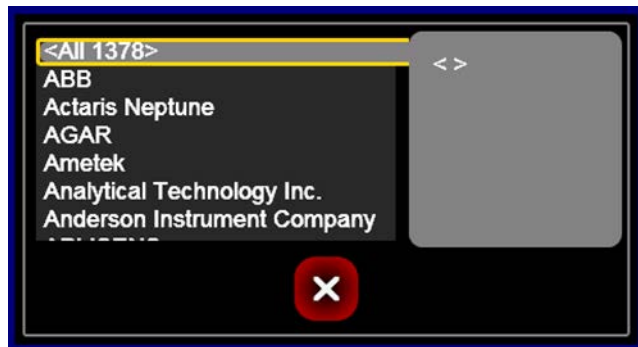 <All 1378>
< >
ABB
Actaris Neptune
AGAR
Ametek
Analytical Technology Inc.
Anderson Instrument Company